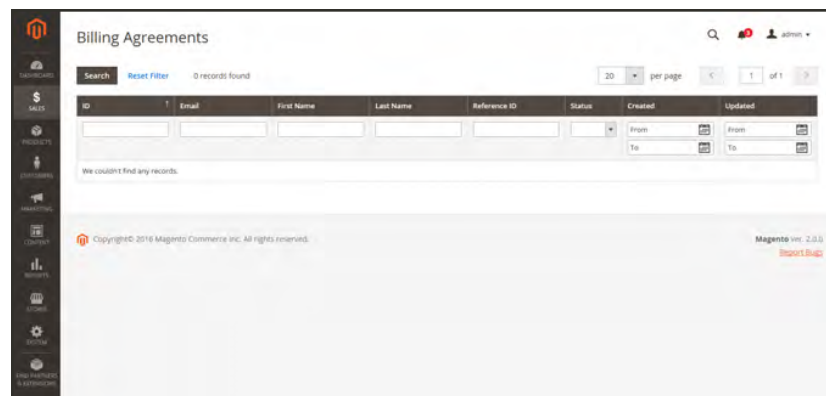 Billing Agreements
admin
DASHBOARD
Search Reset Filter 0 records found 20 per page 1 of 1
$
SALES
ID ↑ Email First Name Last Name Reference ID Status Created Updated
PRODUCTS
From From
To To
CUSTOMERS
We couldn't find any records.
MARKETING
CONTENT
Copyright© 2016 Magento Commerce Inc. All rights reserved. Magento ver. 2.0.0
Report Bugs
REPORTS
STORES
SYSTEM
FIND PARTNERS
& EXTENSIONS